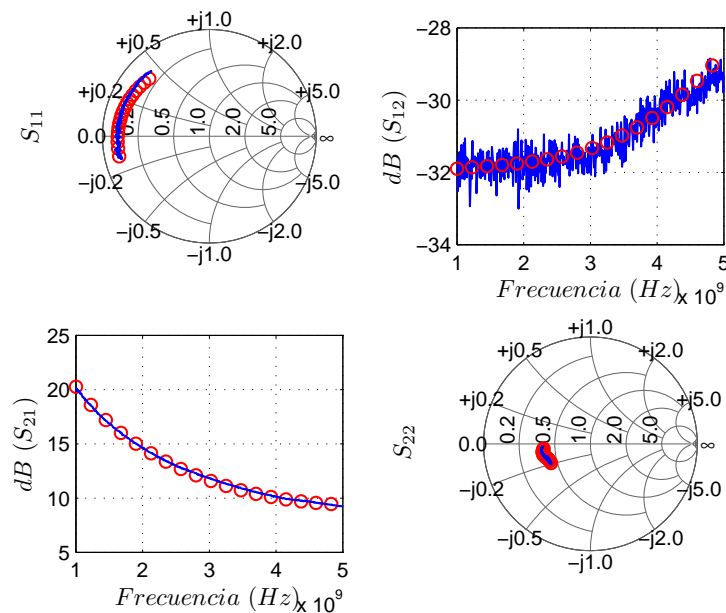 +j1.0
+j0.5
+j2.0
+j0.2
+j5.0
0.0
0.2
1.0
2.0
5.0
∞
−j0.2
−j5.0
−j0.5
−j2.0
−j1.0
S11
−28
−30
−32
−34
dB (S12)
1 2 3 4 5
Frecuencia (Hz)
x 10^9
25
20
15
10
5
dB (S21)
1 2 3 4 5
Frecuencia (Hz)
x 10^9
+j1.0
+j0.5
+j2.0
+j0.2
+j5.0
0.0
0.2
0.5
1.0
2.0
5.0
∞
−j0.2
−j5.0
−j0.5
−j2.0
−j1.0
S22